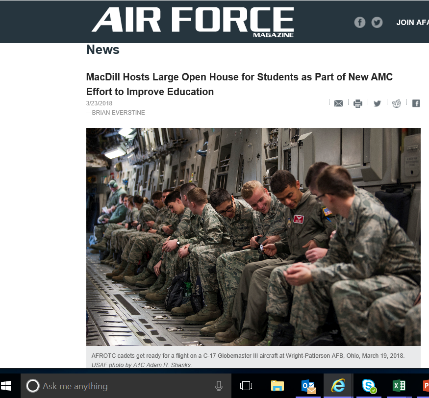 AIR FORCE
MAGAZINE
JOIN AFA
News
MacDill Hosts Large Open House for Students as Part of New AMC
Effort to Improve Education
3/23/2018
BRIAN EVERSTINE
AFROTC cadets get ready for a flight on a C-17 Globemaster III aircraft at Wright-Patterson AFB, Ohio, March 19, 2018.
USAF photo by A1C Adam R. Shanks
Ask me anything